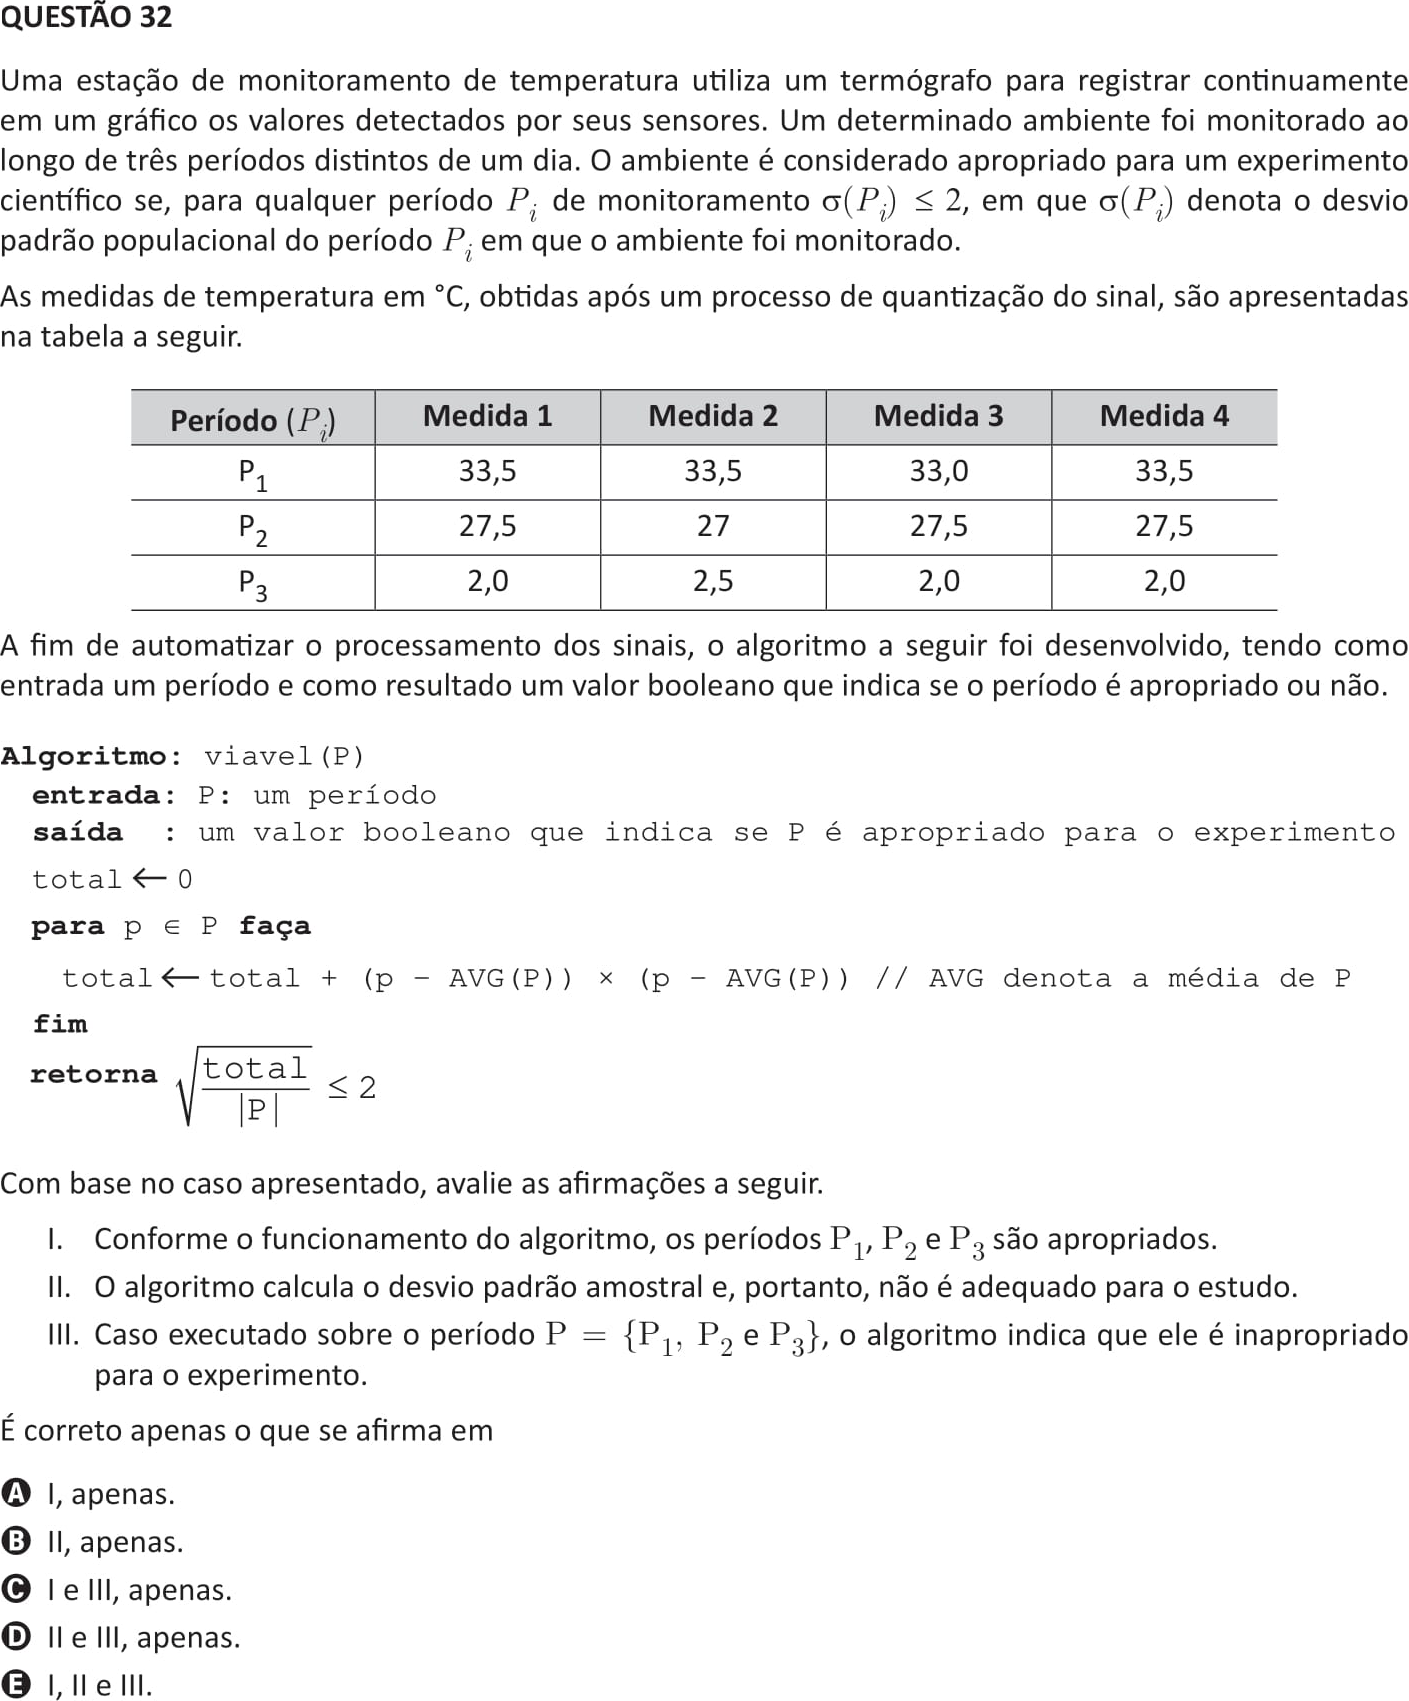 QUESTÃO 32
Uma estação de monitoramento de temperatura utiliza um termógrafo para registrar continuamente
em um gráfico os valores detectados por seus sensores. Um determinado ambiente foi monitorado ao
longo de três períodos distintos de um dia. O ambiente é considerado apropriado para um experimento
científico se, para qualquer período P_i de monitoramento σ(P_i) ≤ 2, em que σ(P_i) denota o desvio
padrão populacional do período P_i em que o ambiente foi monitorado.
As medidas de temperatura em °C, obtidas após um processo de quantização do sinal, são apresentadas
na tabela a seguir.
Período (P_i) Medida 1 Medida 2 Medida 3 Medida 4
P_1 33,5 33,5 33,0 33,5
P_2 27,5 27 27,5 27,5
P_3 2,0 2,5 2,0 2,0
A fim de automatizar o processamento dos sinais, o algoritmo a seguir foi desenvolvido, tendo como
entrada um período e como resultado um valor booleano que indica se o período é apropriado ou não.
Algoritmo: viavel(P)
entrada: P: um período
saída : um valor booleano que indica se P é apropriado para o experimento
total ← 0
para p ∈ P faça
total ← total + (p – AVG(P)) × (p – AVG(P)) // AVG denota a média de P
fim
retorna √(total/|P|) ≤ 2
Com base no caso apresentado, avalie as afirmações a seguir.
I. Conforme o funcionamento do algoritmo, os períodos P_1, P_2 e P_3 são apropriados.
II. O algoritmo calcula o desvio padrão amostral e, portanto, não é adequado para o estudo.
III. Caso executado sobre o período P = {P_1, P_2 e P_3}, o algoritmo indica que ele é inapropriado
para o experimento.
É correto apenas o que se afirma em
A I, apenas.
B II, apenas.
C I e III, apenas.
D II e III, apenas.
E I, II e III.